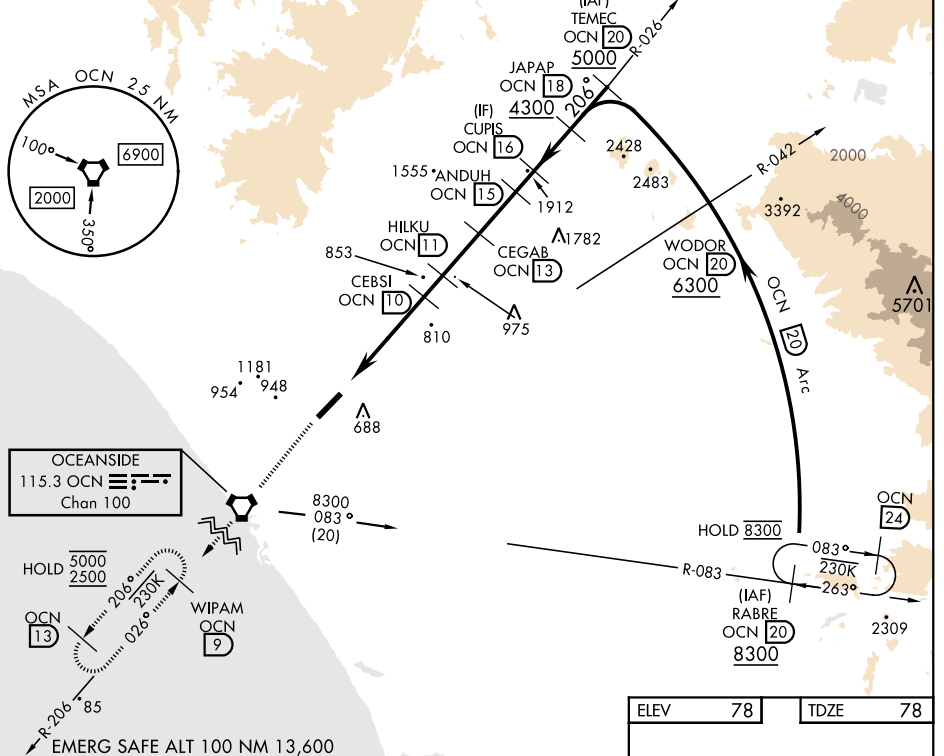 (IAF)
TEMEC
OCN 20
5000
R-026
MSA OCN 25 NM
100°
6900
2000
350°
JAPAP
OCN 18
4300
206°
(IF)
CUPIS
OCN 16
2428
2483
R-042
2000
1555
ANDUH
OCN 15
1912
3392
4000
HILKU
OCN 11
1782
853
CEGAB
OCN 13
WODOR
OCN 20
6300
CEBSI
OCN 10
975
810
OCN 20 Arc
5701
1181
954
948
688
OCEANSIDE
115.3 OCN
Chan 100
8300
083°
(20)
HOLD 8300
OCN
24
083°
230K
263°
R-083
HOLD 5000
2500
206°
230K
026°
WIPAM
OCN
9
OCN
13
(IAF)
RABRE
OCN 20
8300
2309
R-206
85
ELEV 78
TDZE 78
EMERG SAFE ALT 100 NM 13,600